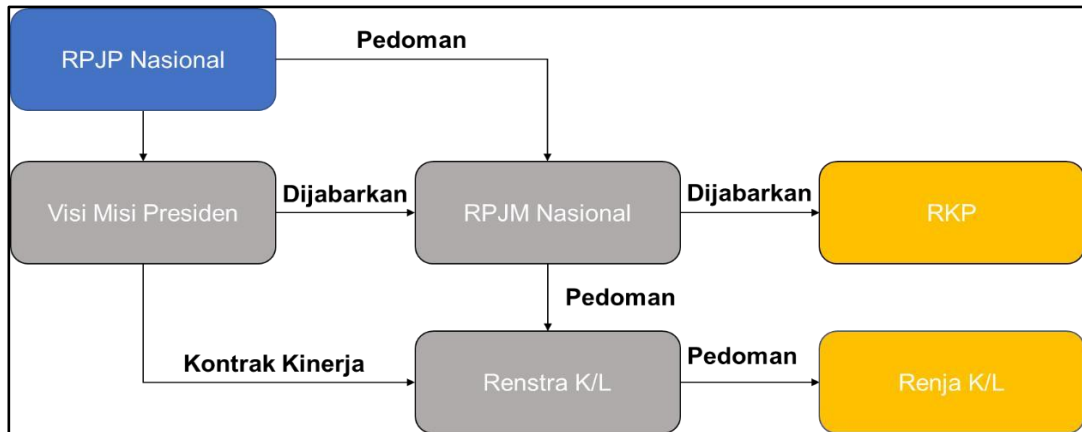 RPJP Nasional
Pedoman
Visi Misi Presiden
Dijabarkan
RPJM Nasional
Dijabarkan
RKP
Pedoman
Kontrak Kinerja
Renstra K/L
Pedoman
Renja K/L